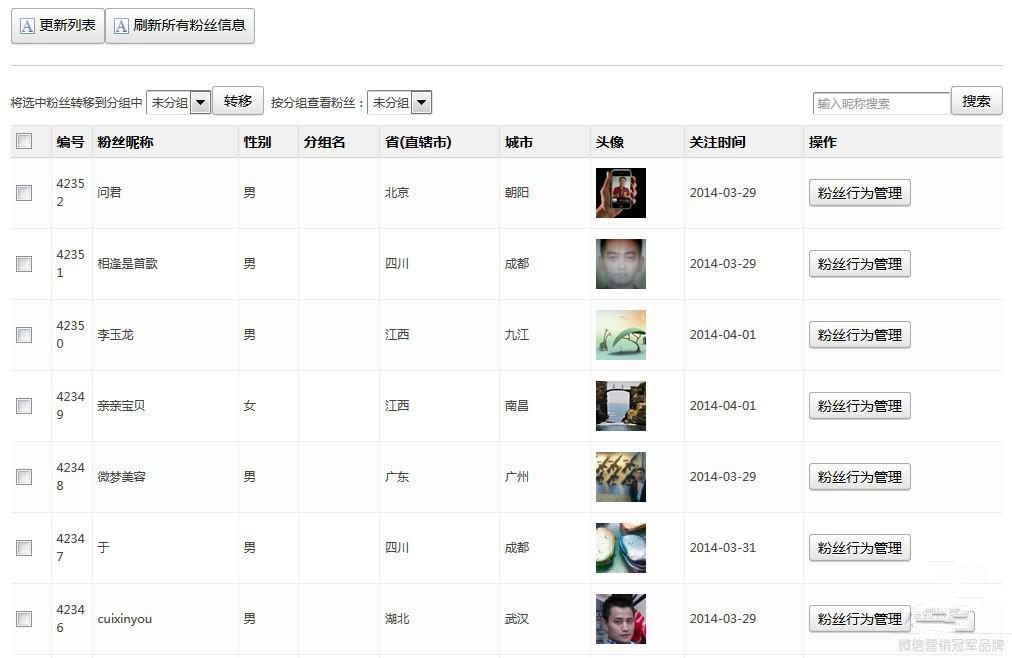 更新列表 刷新所有粉丝信息
将选中粉丝转移到分组中 未分组 转移 按分组查看粉丝： 未分组 输入昵称搜索 搜索
编号 粉丝昵称 性别 分组名 省(直辖市) 城市 头像 关注时间 操作
42352 问君 男 北京 朝阳 2014-03-29 粉丝行为管理
42351 相逢是首歌 男 四川 成都 2014-03-29 粉丝行为管理
42350 李玉龙 男 江西 九江 2014-04-01 粉丝行为管理
42349 亲亲宝贝 女 江西 南昌 2014-04-01 粉丝行为管理
42348 微梦美容 男 广东 广州 2014-03-29 粉丝行为管理
42347 于 男 四川 成都 2014-03-31 粉丝行为管理
42346 cuixinyou 男 湖北 武汉 2014-03-29 粉丝行为管理
微信营销冠军品牌